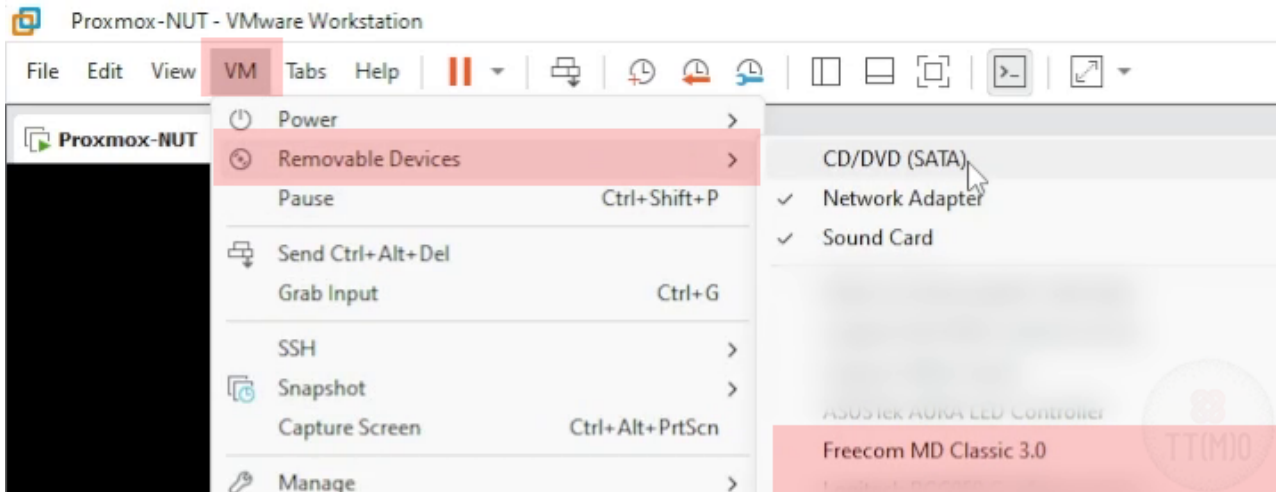 Proxmox-NUT - VMware Workstation
File Edit View VM Tabs Help
Proxmox-NUT
Power
Removable Devices
Pause Ctrl+Shift+P
Send Ctrl+Alt+Del
Grab Input Ctrl+G
SSH
Snapshot
Capture Screen Ctrl+Alt+PrtScn
Manage
CD/DVD (SATA)
Network Adapter
Sound Card
ASUSTek AURA LED Controller
Freecom MD Classic 3.0
TT(M)O